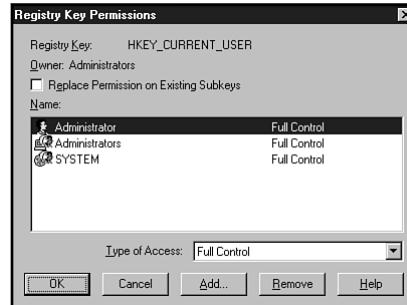 Registry Key Permissions
Registry Key: HKEY_CURRENT_USER
Owner: Administrators
Replace Permission on Existing Subkeys
Name:
Administrator Full Control
Administrators Full Control
SYSTEM Full Control
Type of Access: Full Control
OK Cancel Add... Remove Help